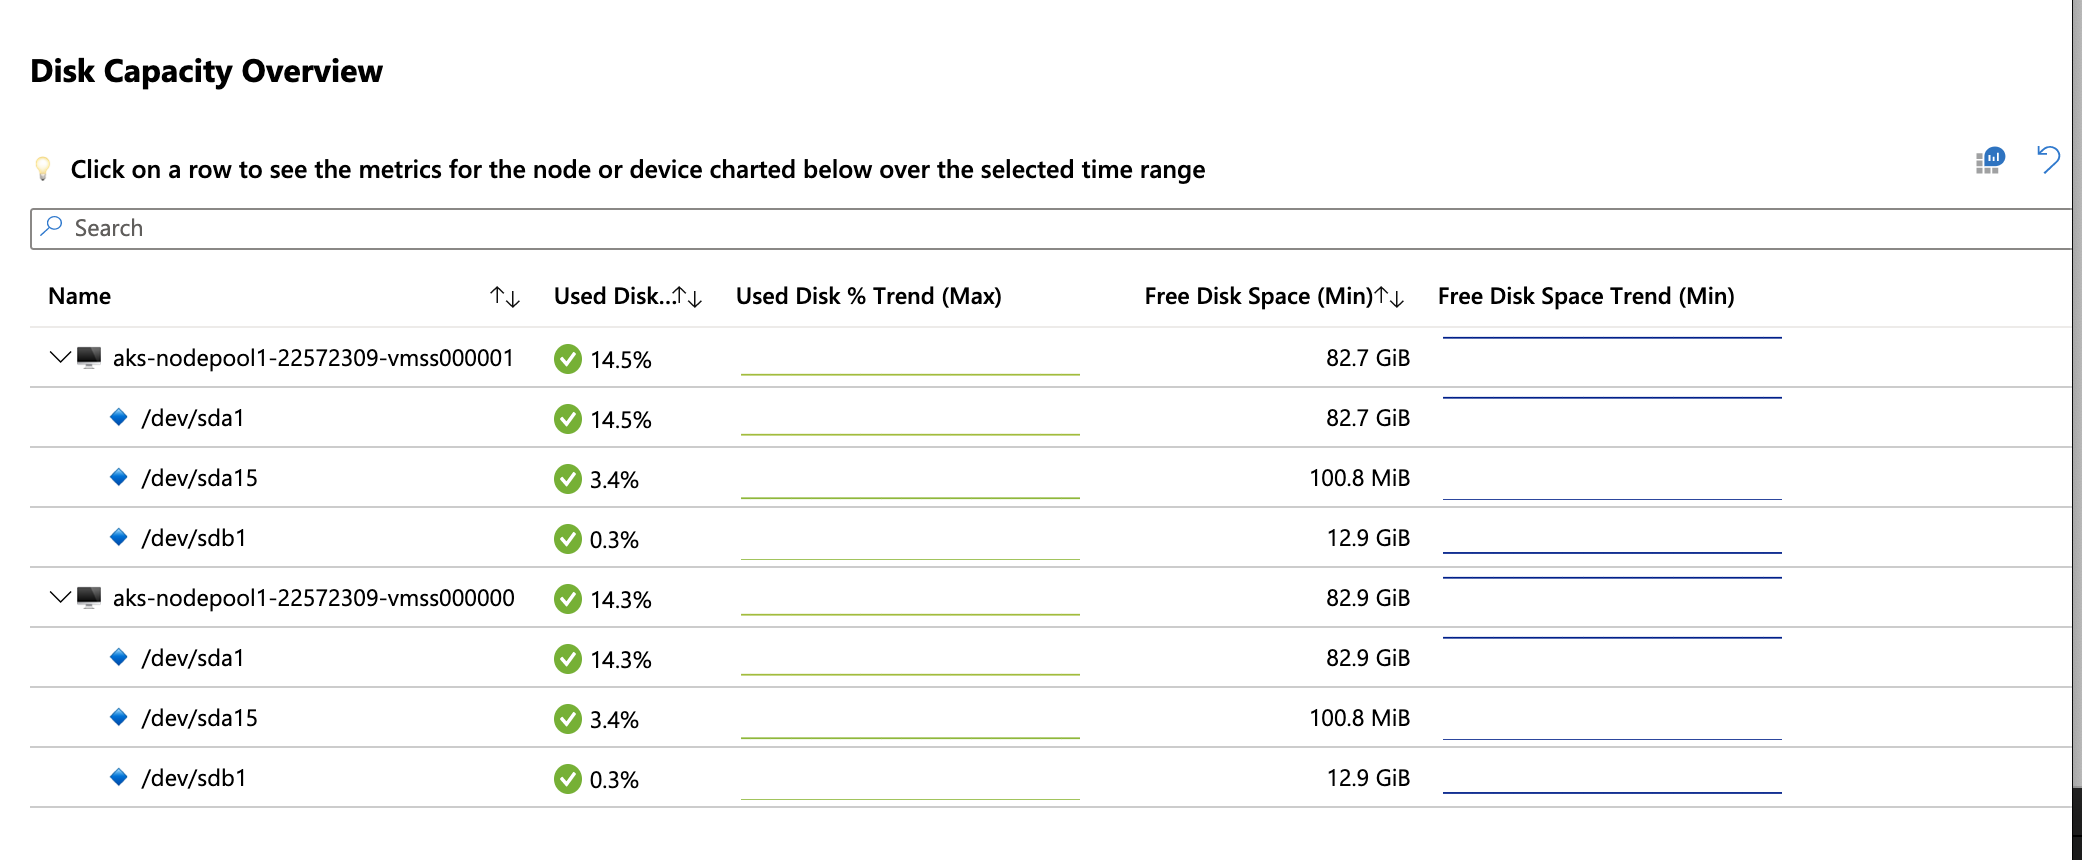 Disk Capacity Overview
Click on a row to see the metrics for the node or device charted below over the selected time range
Search
Name Used Disk... Used Disk % Trend (Max) Free Disk Space (Min) Free Disk Space Trend (Min)
aks-nodepool1-22572309-vmss000001 14.5% 82.7 GiB
/dev/sda1 14.5% 82.7 GiB
/dev/sda15 3.4% 100.8 MiB
/dev/sdb1 0.3% 12.9 GiB
aks-nodepool1-22572309-vmss000000 14.3% 82.9 GiB
/dev/sda1 14.3% 82.9 GiB
/dev/sda15 3.4% 100.8 MiB
/dev/sdb1 0.3% 12.9 GiB